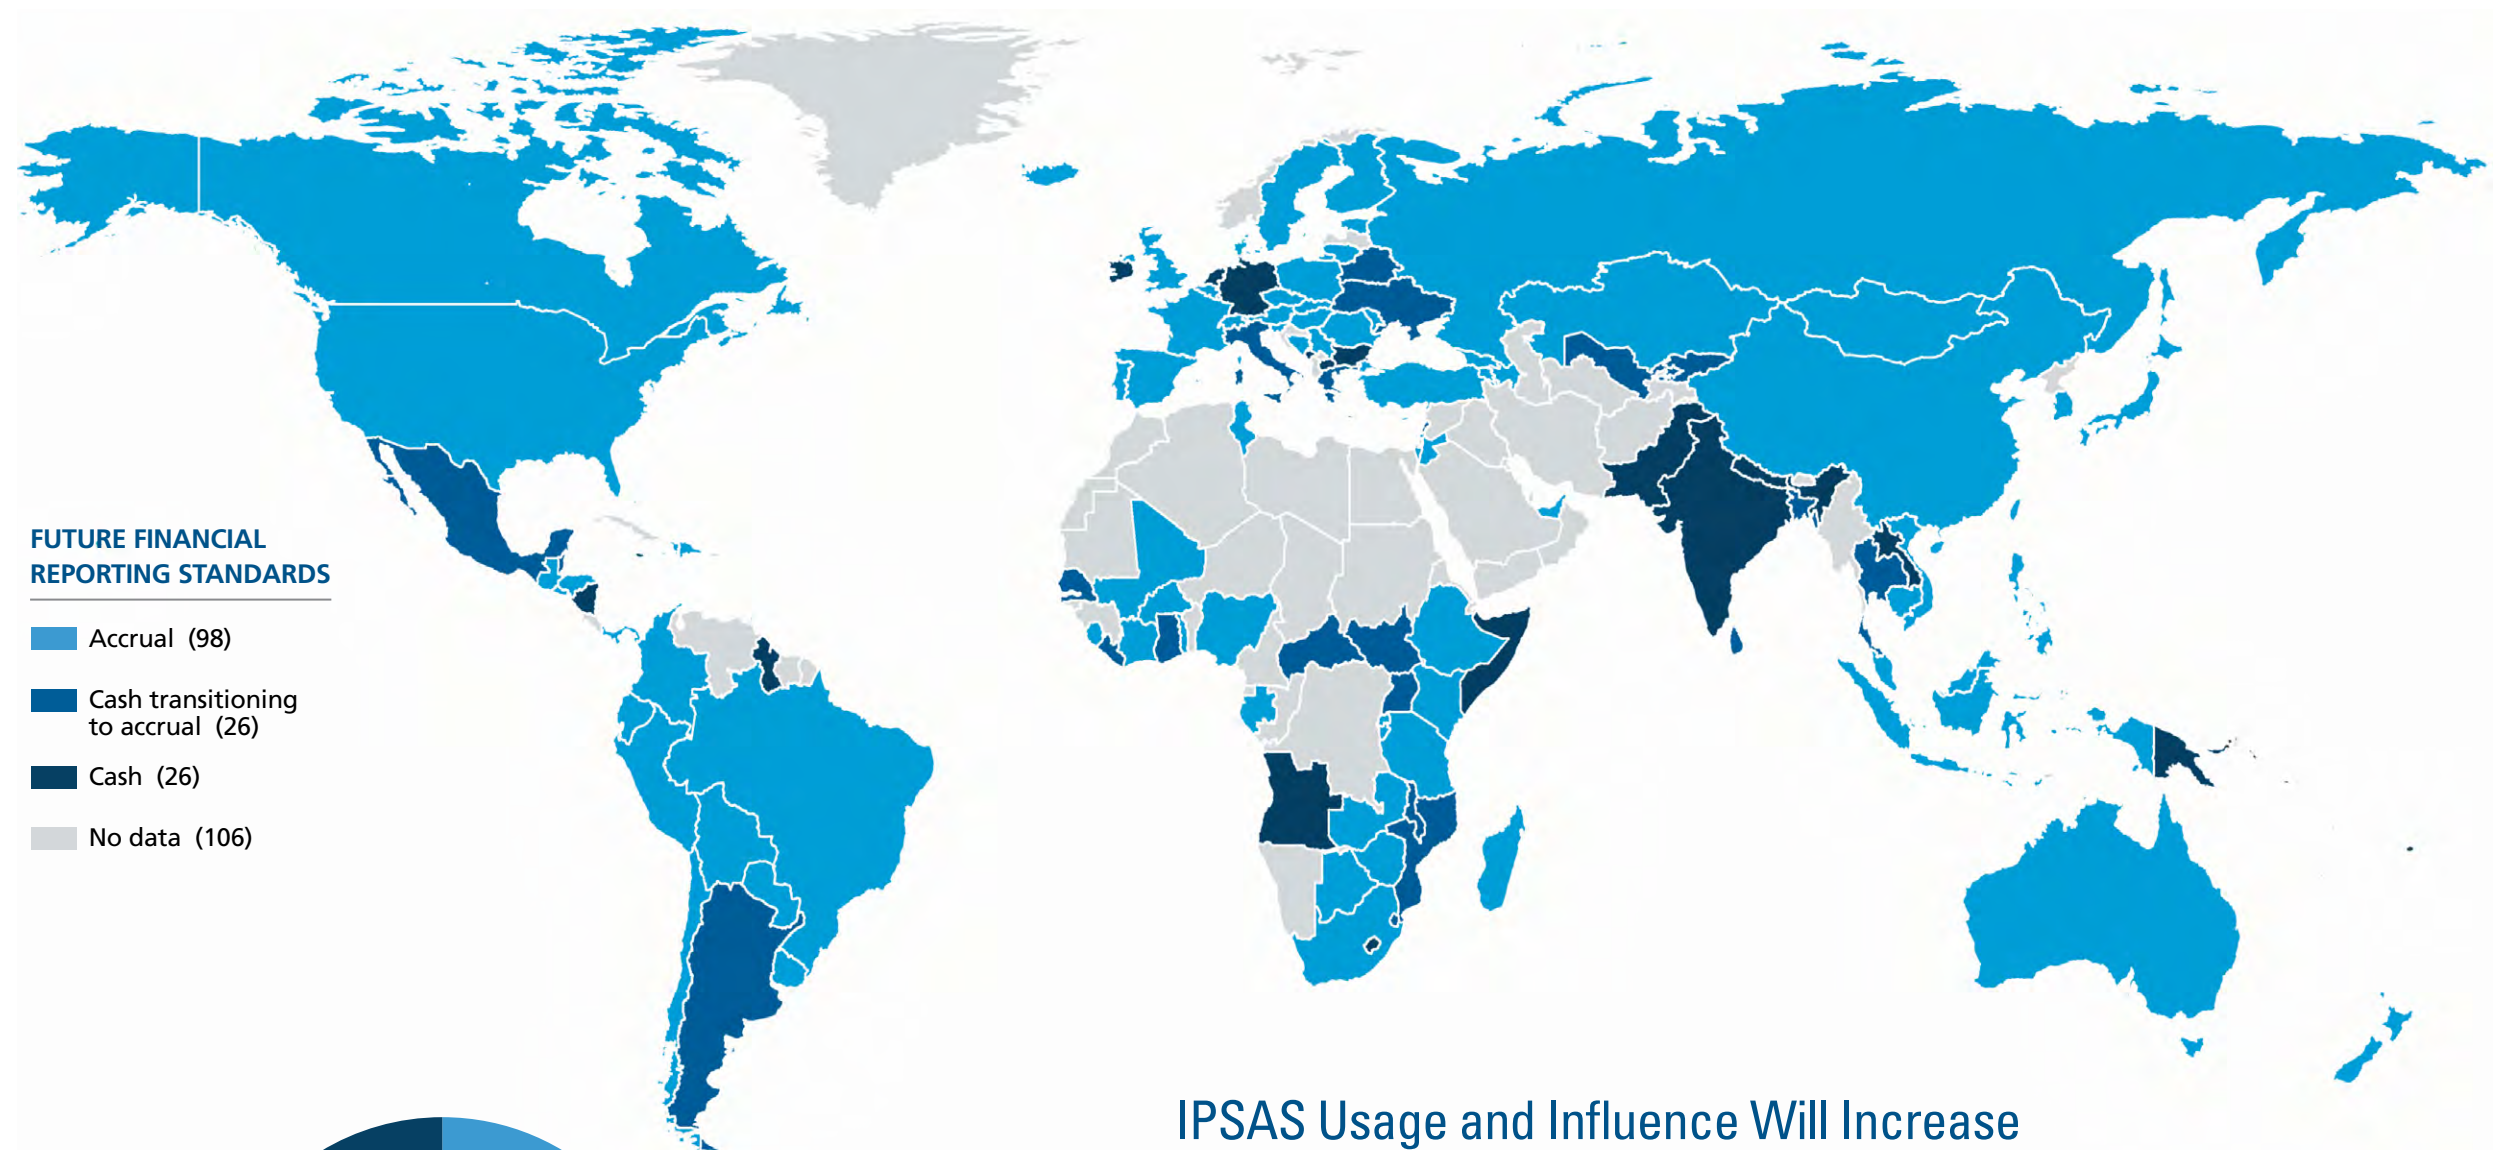 FUTURE FINANCIAL
REPORTING STANDARDS
Accrual (98)
Cash transitioning
to accrual (26)
Cash (26)
No data (106)
IPSAS Usage and Influence Will Increase